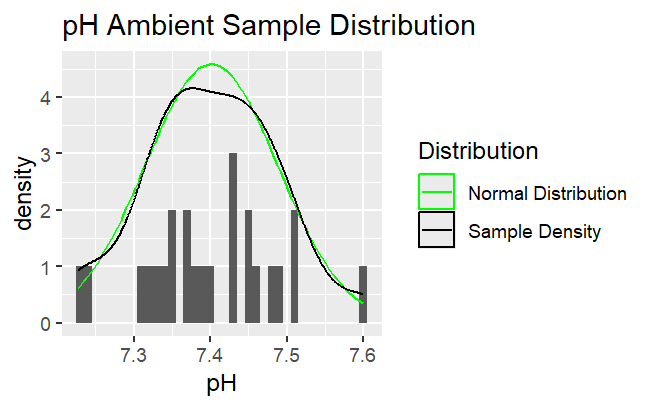 pH Ambient Sample Distribution
density
4
3
2
1
0
7.3 7.4 7.5 7.6
pH
Distribution
Normal Distribution
Sample Density